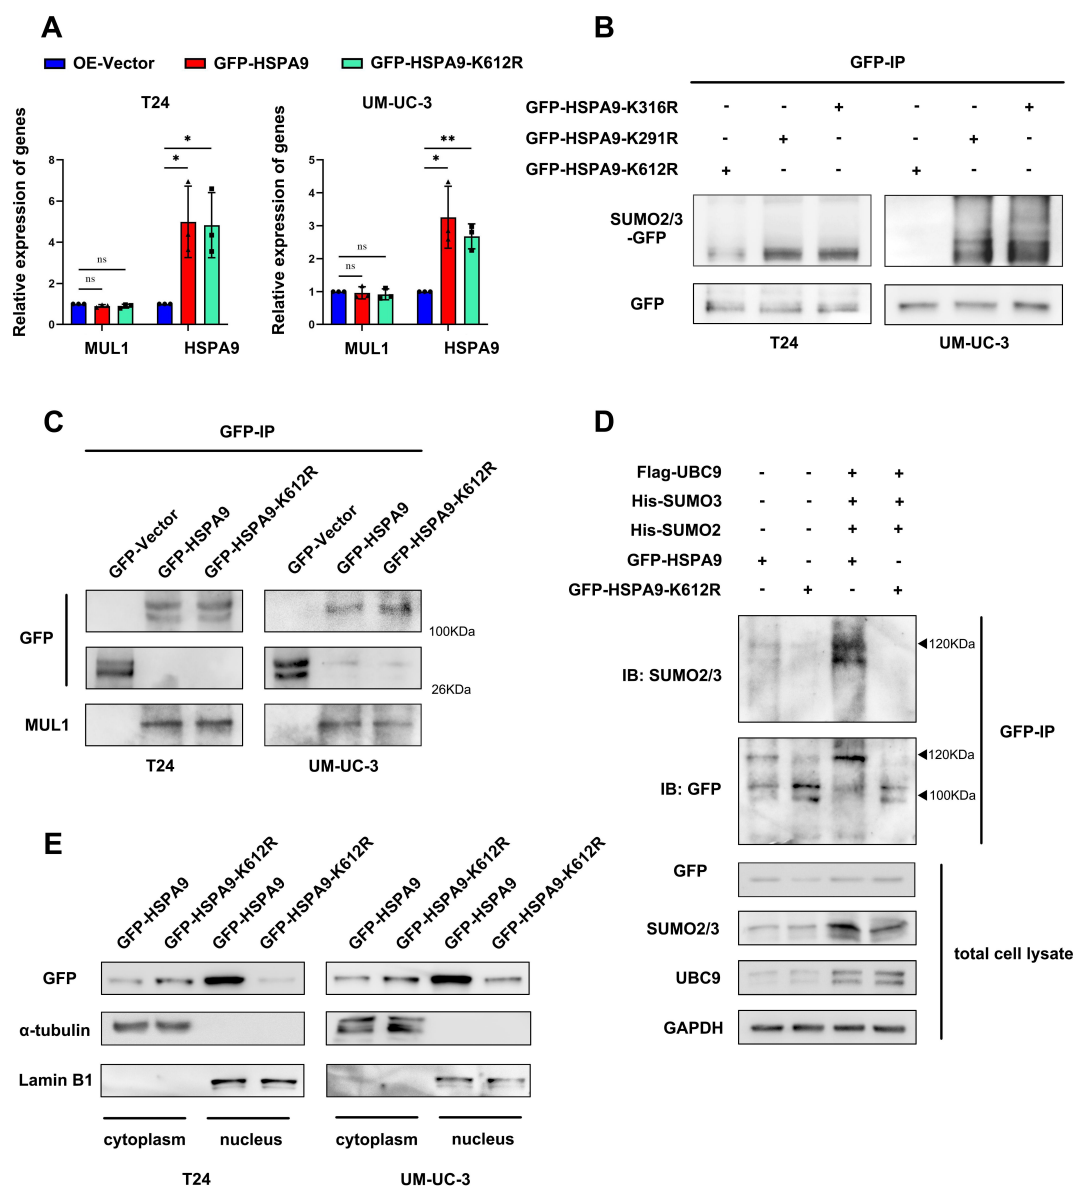 A
OE-Vector GFP-HSPA9 GFP-HSPA9-K612R
T24
Relative expression of genes
8
6
4
2
0
ns
ns
*
*
MUL1 HSPA9
UM-UC-3
Relative expression of genes
5
4
3
2
1
0
ns
ns
*
**
MUL1 HSPA9
B
GFP-IP
GFP-HSPA9-K316R - - + - - +
GFP-HSPA9-K291R - + - - + -
GFP-HSPA9-K612R + - - + - -
SUMO2/3
-GFP
GFP
T24 UM-UC-3
C
GFP-IP
GFP-Vector GFP-HSPA9 GFP-HSPA9-K612R GFP-Vector GFP-HSPA9 GFP-HSPA9-K612R
GFP
100KDa
26KDa
MUL1
T24 UM-UC-3
D
Flag-UBC9 - - + +
His-SUMO3 - - + +
His-SUMO2 - - + +
GFP-HSPA9 + - + -
GFP-HSPA9-K612R - + - +
IB: SUMO2/3
120KDa
IB: GFP
120KDa
100KDa
GFP-IP
GFP
SUMO2/3
UBC9
GAPDH
total cell lysate
E
GFP-HSPA9 GFP-HSPA9-K612R GFP-HSPA9 GFP-HSPA9-K612R GFP-HSPA9 GFP-HSPA9-K612R GFP-HSPA9 GFP-HSPA9-K612R
GFP
α-tubulin
Lamin B1
cytoplasm nucleus cytoplasm nucleus
T24 UM-UC-3